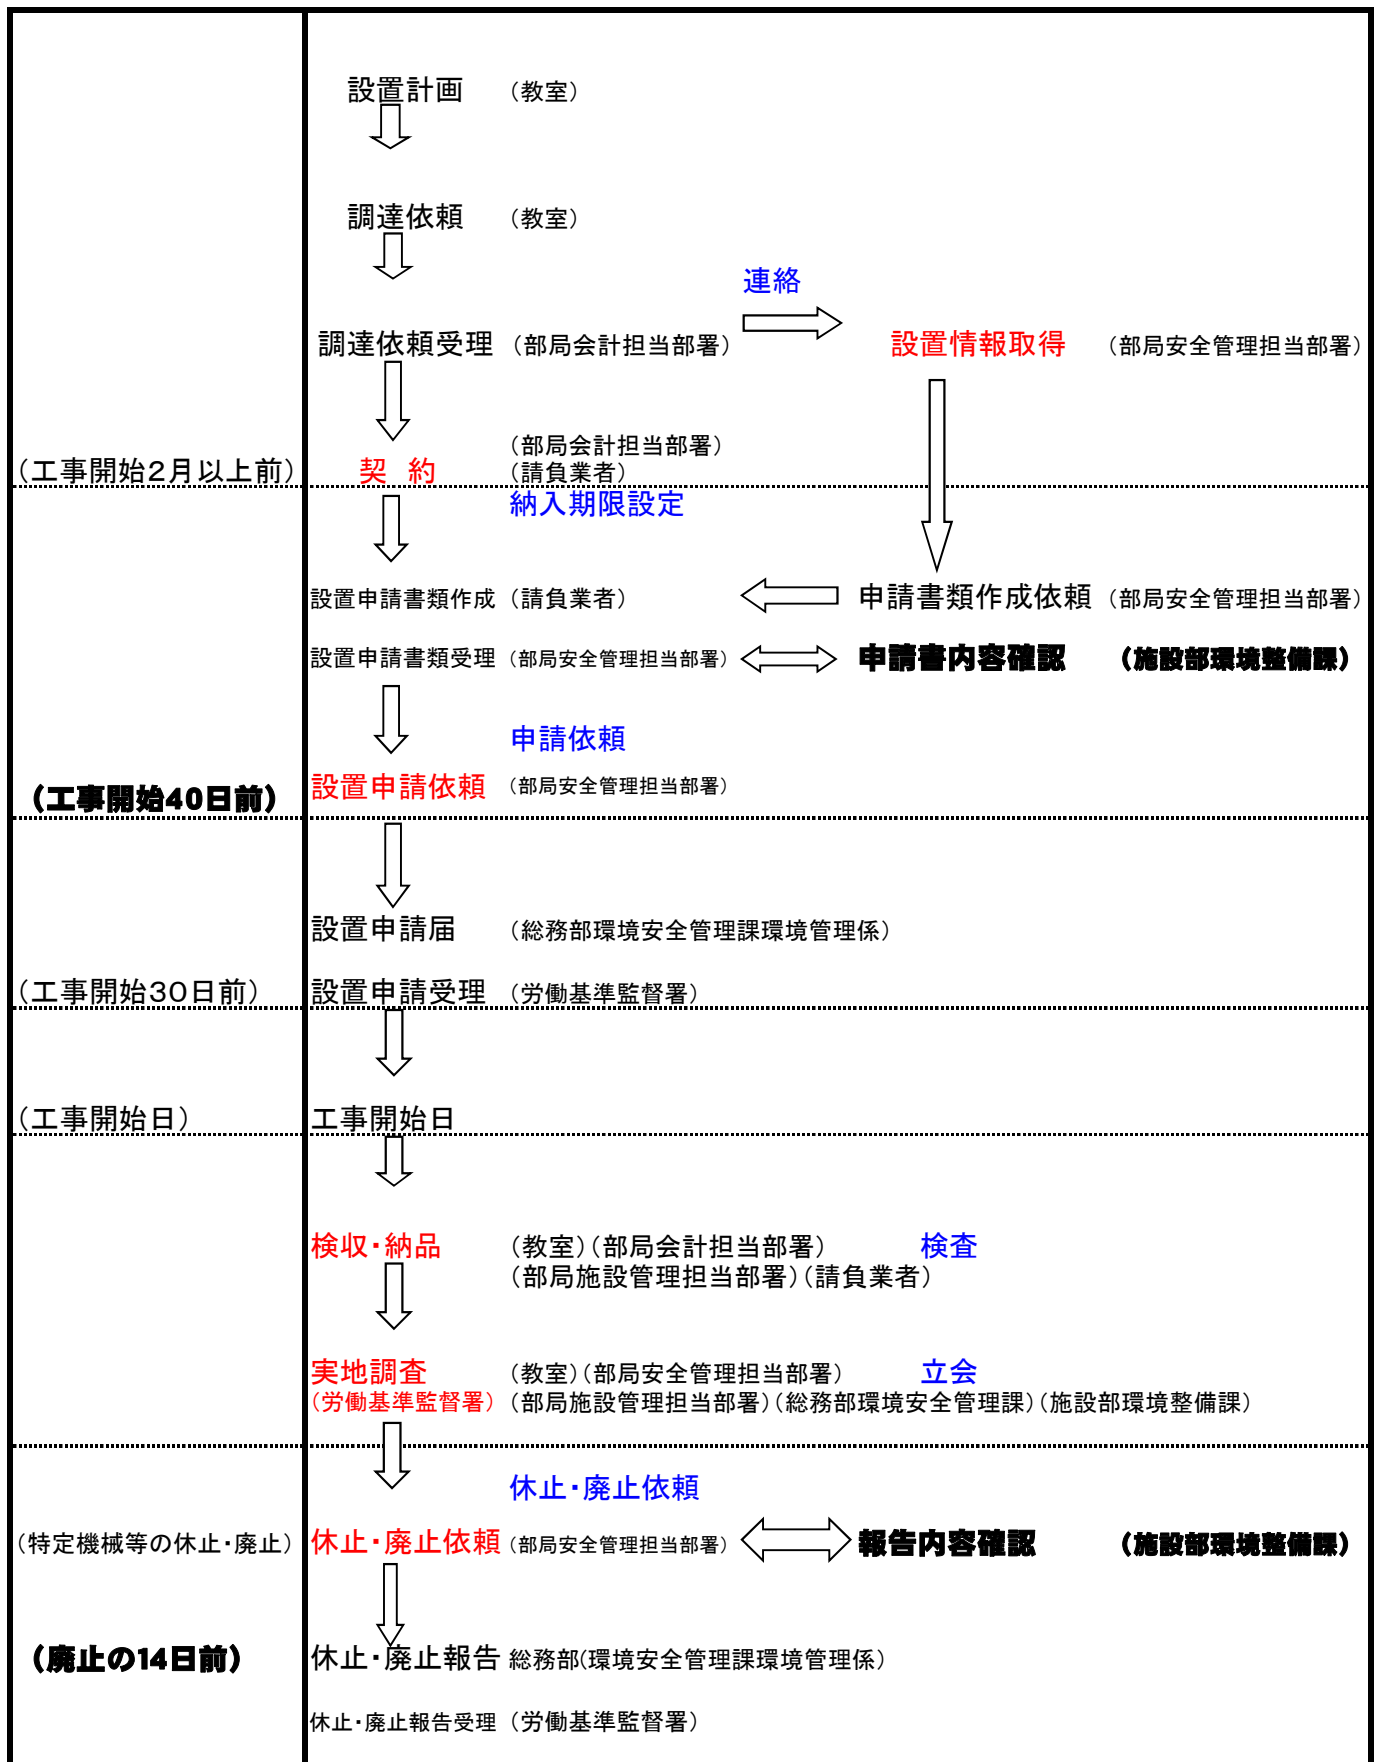 設置計画 （教室）
調達依頼 （教室）
連絡
調達依頼受理 （部局会計担当部署） 設置情報取得 （部局安全管理担当部署）
（部局会計担当部署）
（工事開始2月以上前） 契 約 （請負業者）
納入期限設定
設置申請書類作成 （請負業者） 申請書類作成依頼 （部局安全管理担当部署）
設置申請書類受理 （部局安全管理担当部署） 申請書内容確認 （施設部環境整備課）
申請依頼
（工事開始40日前） 設置申請依頼 （部局安全管理担当部署）
設置申請届 （総務部環境安全管理課環境管理係）
（工事開始30日前） 設置申請受理 （労働基準監督署）
（工事開始日） 工事開始日
検収・納品 （教室）（部局会計担当部署） 検査
（部局施設管理担当部署）（請負業者）
実地調査 （教室）（部局安全管理担当部署） 立会
（労働基準監督署） （部局施設管理担当部署）（総務部環境安全管理課）（施設部環境整備課）
休止・廃止依頼
（特定機械等の休止・廃止） 休止・廃止依頼 （部局安全管理担当部署） 報告内容確認 （施設部環境整備課）
（廃止の14日前） 休止・廃止報告 総務部（環境安全管理課環境管理係）
休止・廃止報告受理 （労働基準監督署）